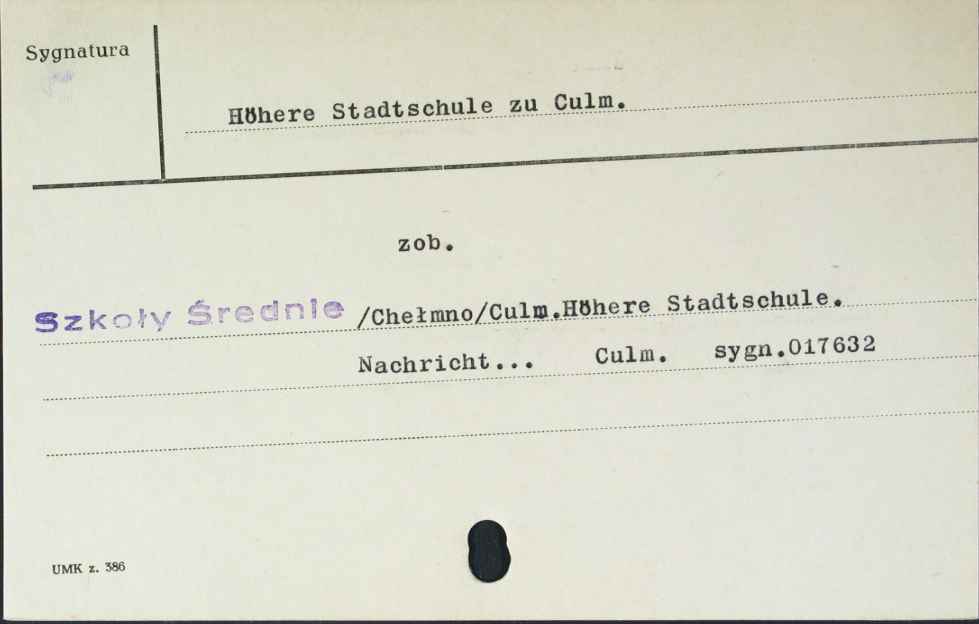 Sygnatura
Höhere Stadtschule zu Culm.
zob.
Szkoły Średnie /Chełmno/Culm.Höhere Stadtschule.
Nachricht... Culm. sygn.017632
UMK z. 386